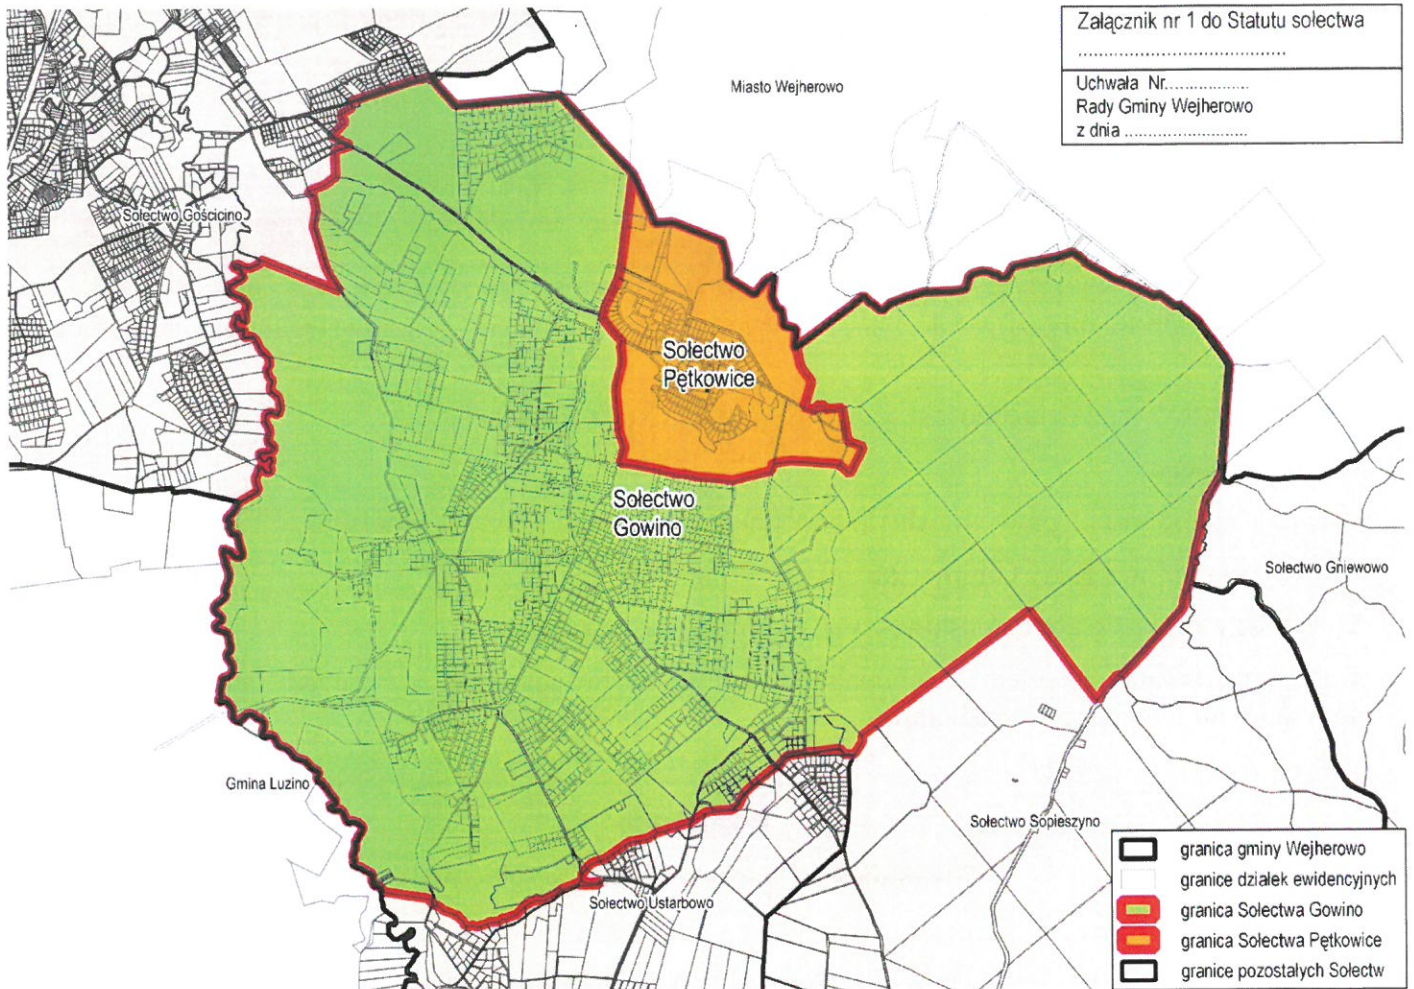 Załącznik nr 1 do Statutu sołectwa
......................................
Uchwała Nr.................
Rady Gminy Wejherowo
z dnia .........................
Miasto Wejherowo
Sołectwo Gościcino
Sołectwo
Pętkowice
Sołectwo
Gowino
Sołectwo Gniewowo
Gmina Luzino
Sołectwo Sopieszyno
Sołectwo Ustarbowo
granica gminy Wejherowo
granice działek ewidencyjnych
granica Sołectwa Gowino
granica Sołectwa Pętkowice
granice pozostałych Sołectw